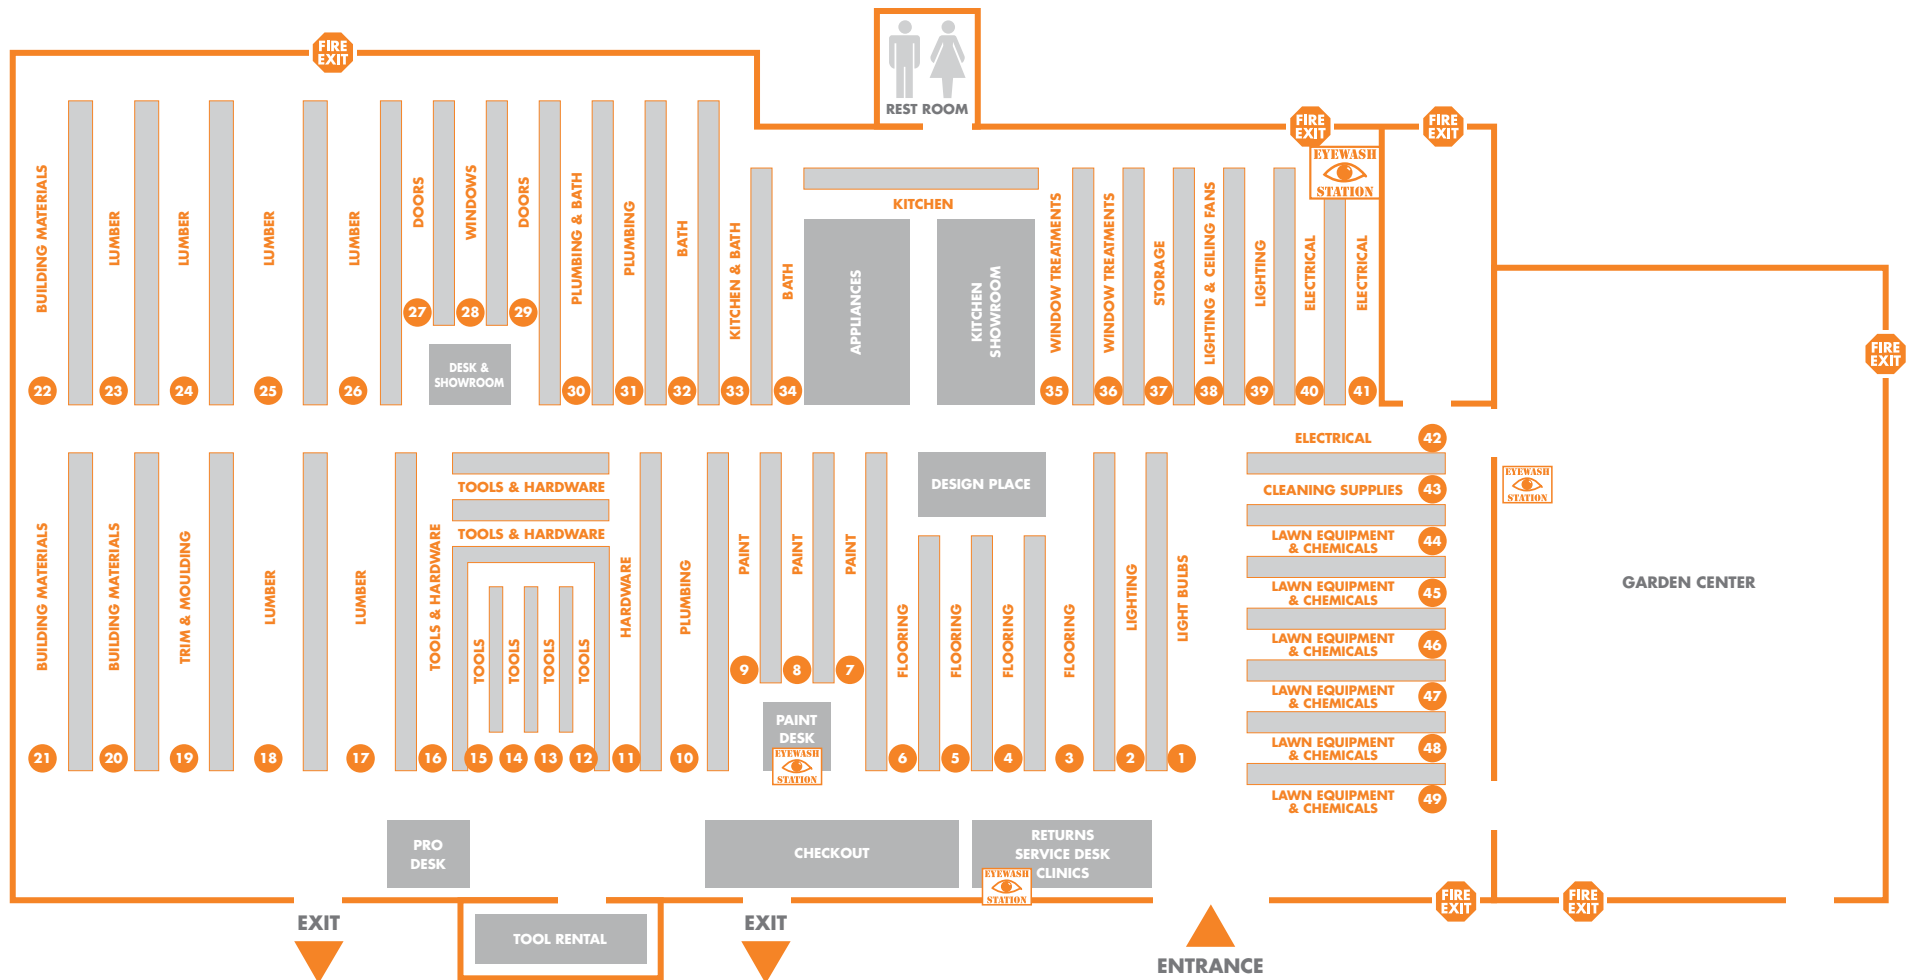 FIRE
EXIT
REST ROOM
FIRE
EXIT
FIRE
EXIT
EYEWASH
STATION
BUILDING MATERIALS
LUMBER
LUMBER
LUMBER
LUMBER
DOORS
WINDOWS
DOORS
PLUMBING & BATH
PLUMBING
BATH
KITCHEN & BATH
BATH
KITCHEN
APPLIANCES
KITCHEN
SHOWROOM
WINDOW TREATMENTS
WINDOW TREATMENTS
STORAGE
LIGHTING & CEILING FANS
LIGHTING
ELECTRICAL
ELECTRICAL
27
28
29
DESK &
SHOWROOM
FIRE
EXIT
22
23
24
25
26
30
31
32
33
34
35
36
37
38
39
40
41
ELECTRICAL
42
CLEANING SUPPLIES
43
LAWN EQUIPMENT
& CHEMICALS
44
LAWN EQUIPMENT
& CHEMICALS
45
LAWN EQUIPMENT
& CHEMICALS
46
LAWN EQUIPMENT
& CHEMICALS
47
LAWN EQUIPMENT
& CHEMICALS
48
LAWN EQUIPMENT
& CHEMICALS
49
EYEWASH
STATION
GARDEN CENTER
BUILDING MATERIALS
BUILDING MATERIALS
TRIM & MOULDING
LUMBER
LUMBER
TOOLS & HARDWARE
TOOLS & HARDWARE
TOOLS & HARDWARE
TOOLS
TOOLS
TOOLS
TOOLS
HARDWARE
PLUMBING
PAINT
PAINT
PAINT
9
8
7
PAINT
DESK
EYEWASH
STATION
DESIGN PLACE
FLOORING
FLOORING
FLOORING
FLOORING
LIGHTING
LIGHT BULBS
21
20
19
18
17
16
15
14
13
12
11
10
6
5
4
3
2
1
PRO
DESK
CHECKOUT
RETURNS
SERVICE DESK
CLINICS
EYEWASH
STATION
FIRE
EXIT
FIRE
EXIT
EXIT
TOOL RENTAL
EXIT
ENTRANCE